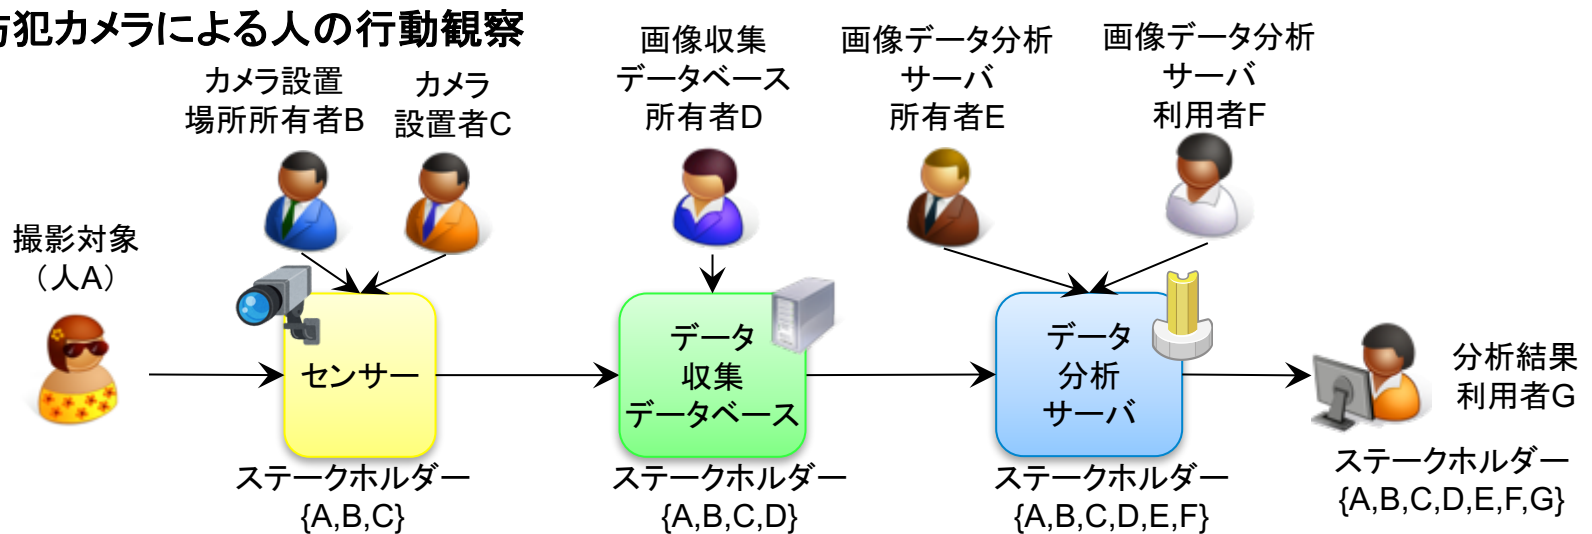 犯カメラによる人の行動観察
カメラ設置
場所所有者B
カメラ
設置者C
画像収集
データベース
所有者D
画像データ分析
サーバ
所有者E
画像データ分析
サーバ
利用者F
撮影対象
（人A）
センサー
データ
収集
データベース
データ
分析
サーバ
分析結果
利用者G
ステークホルダー
{A,B,C}
ステークホルダー
{A,B,C,D}
ステークホルダー
{A,B,C,D,E,F}
ステークホルダー
{A,B,C,D,E,F,G}